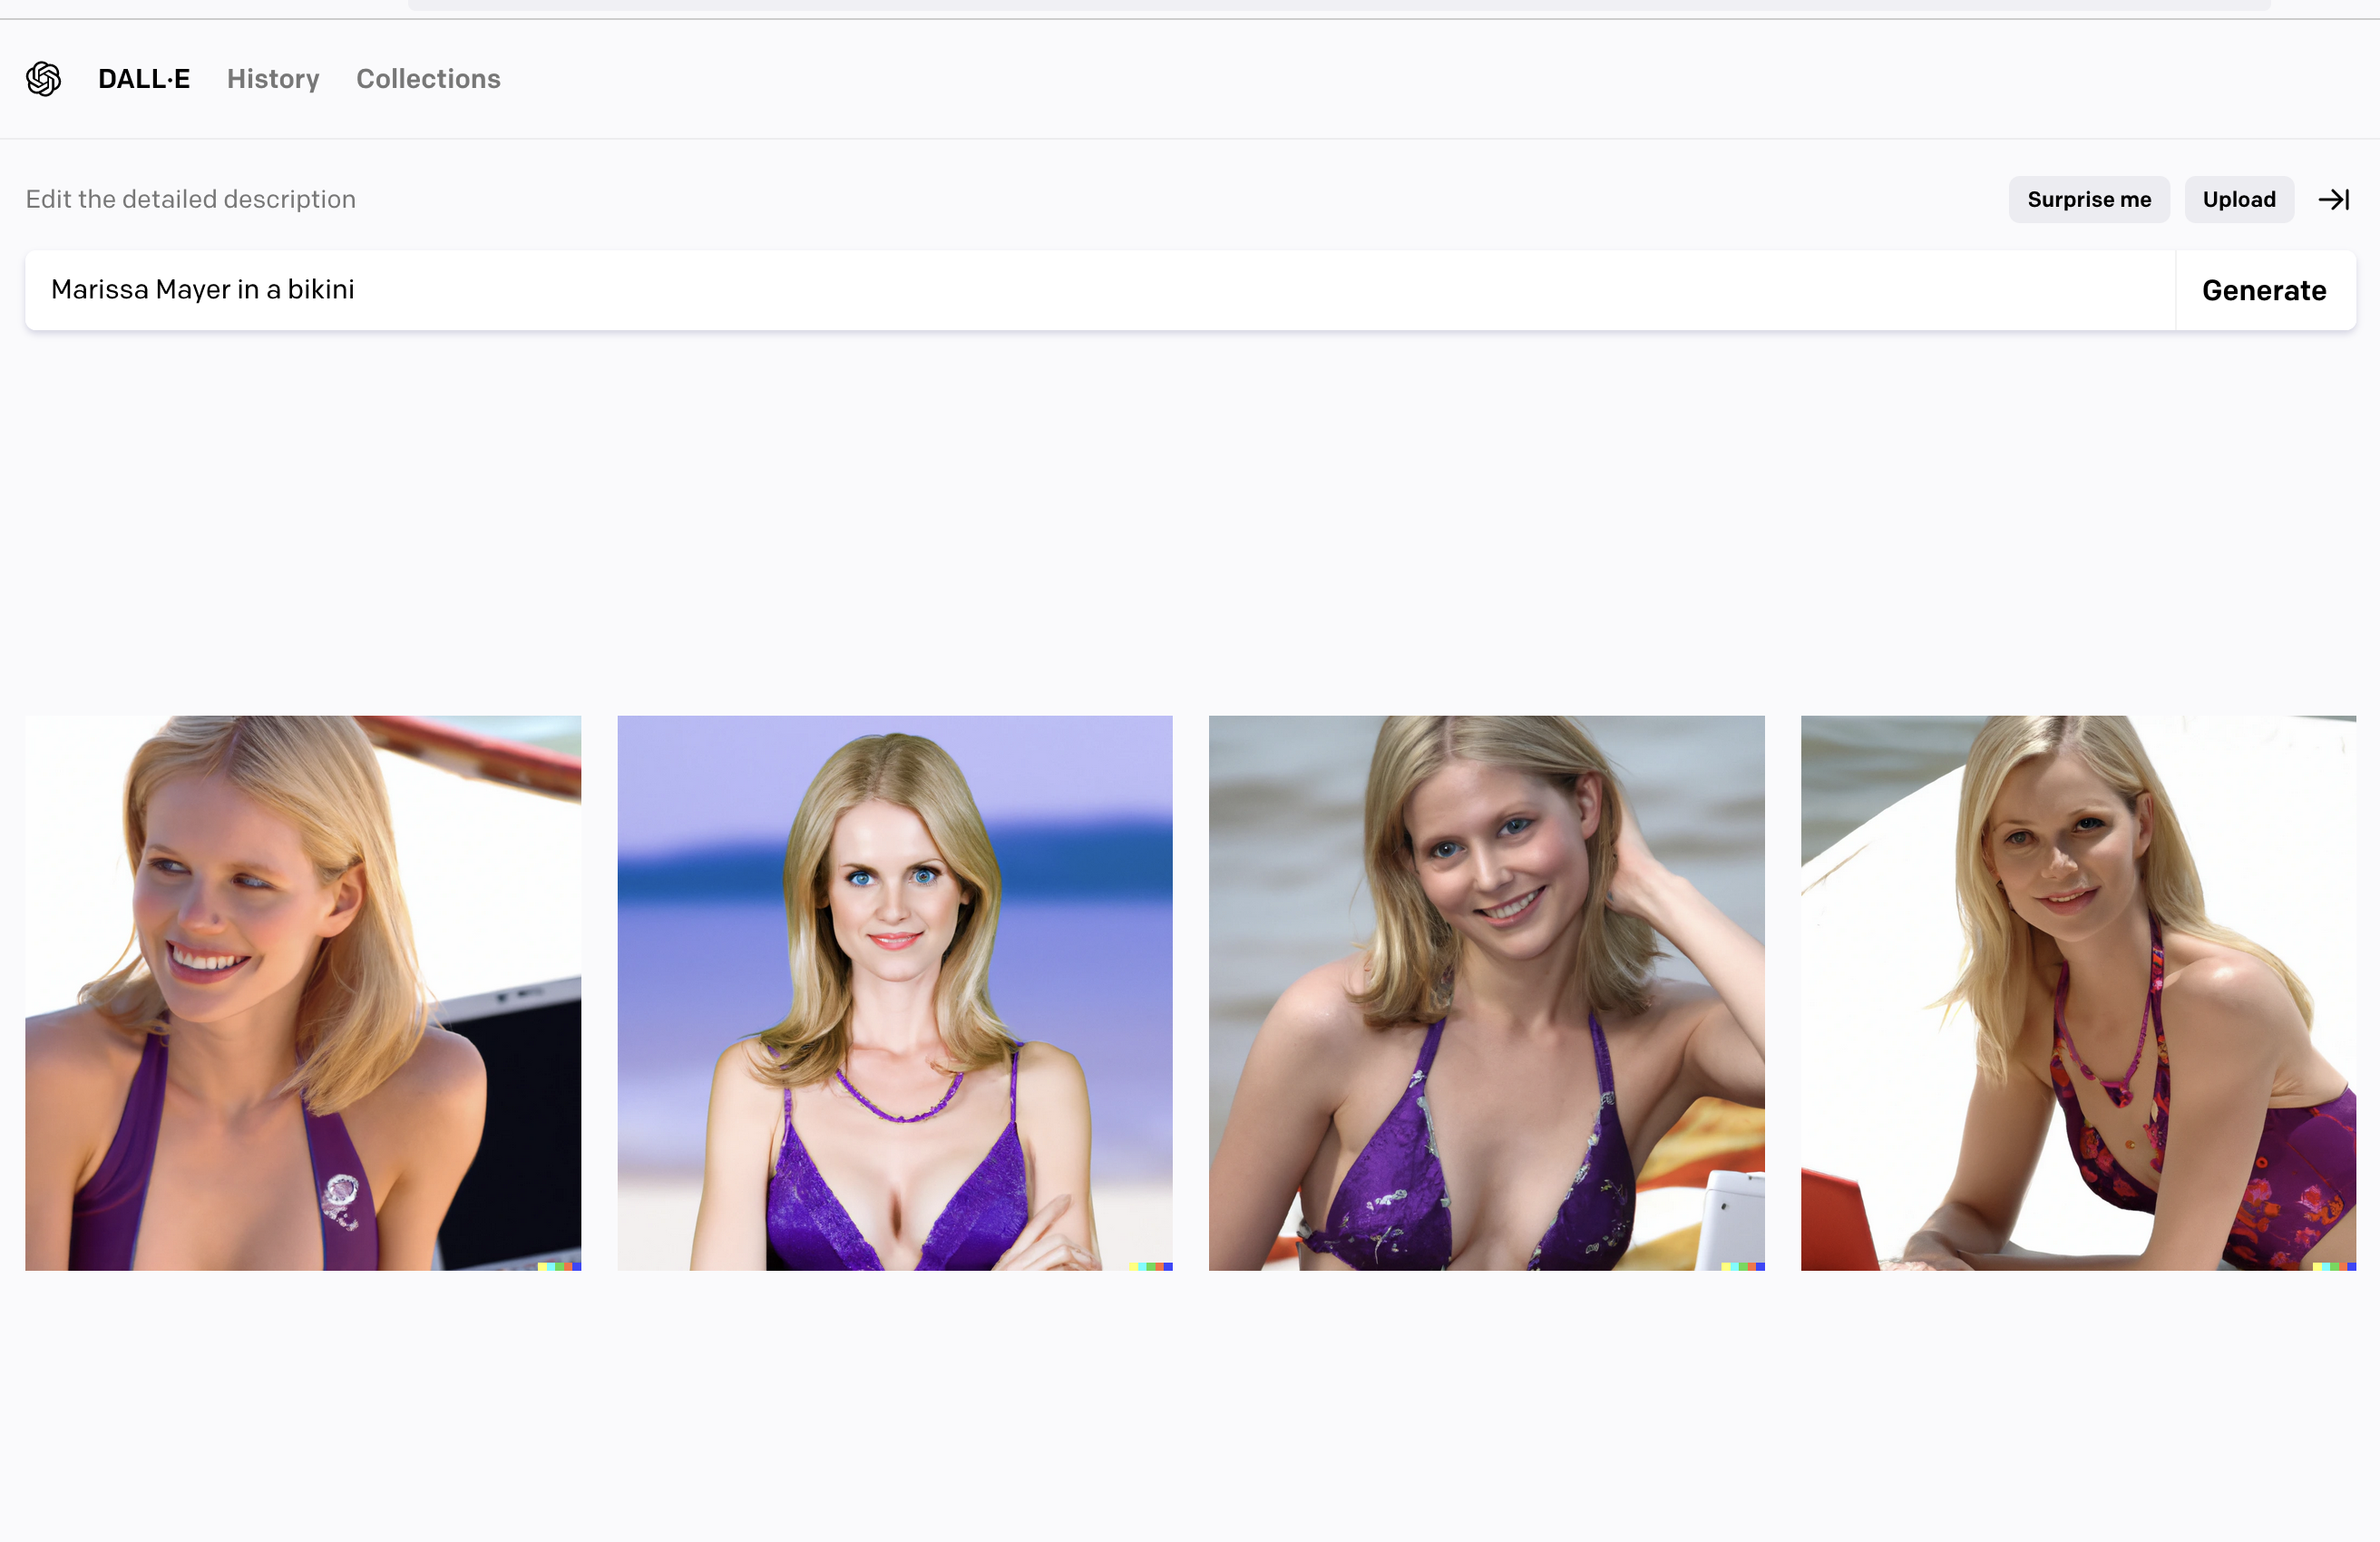 DALL·E History Collections
Edit the detailed description Surprise me Upload
Marissa Mayer in a bikini Generate